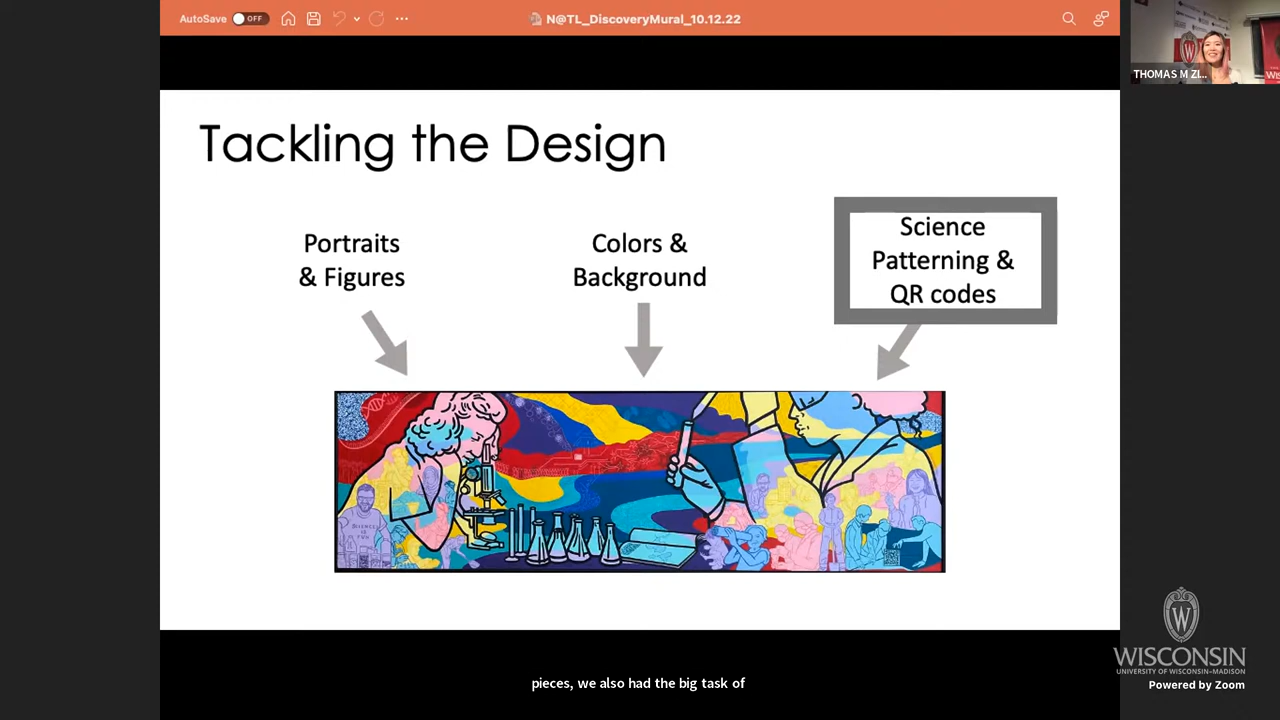 AutoSave OFF
N@TL_DiscoveryMural_10.12.22
THOMAS M ZI...
Tackling the Design
Portraits
& Figures
Colors &
Background
Science
Patterning &
QR codes
W
WISCONSIN
UNIVERSITY OF WISCONSIN–MADISON
Powered by Zoom
pieces, we also had the big task of